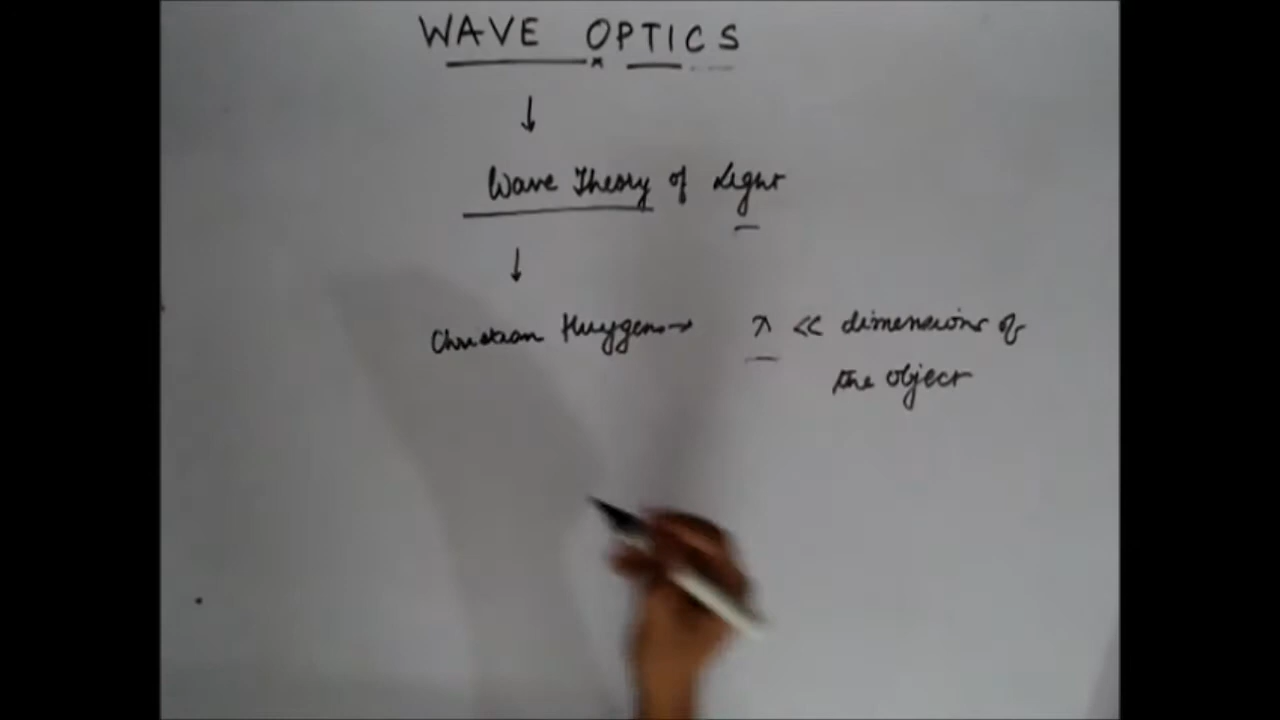 WAVE OPTICS
↓
Wave Theory of Light
↓
Christian Huygens → λ << dimensions of
the object